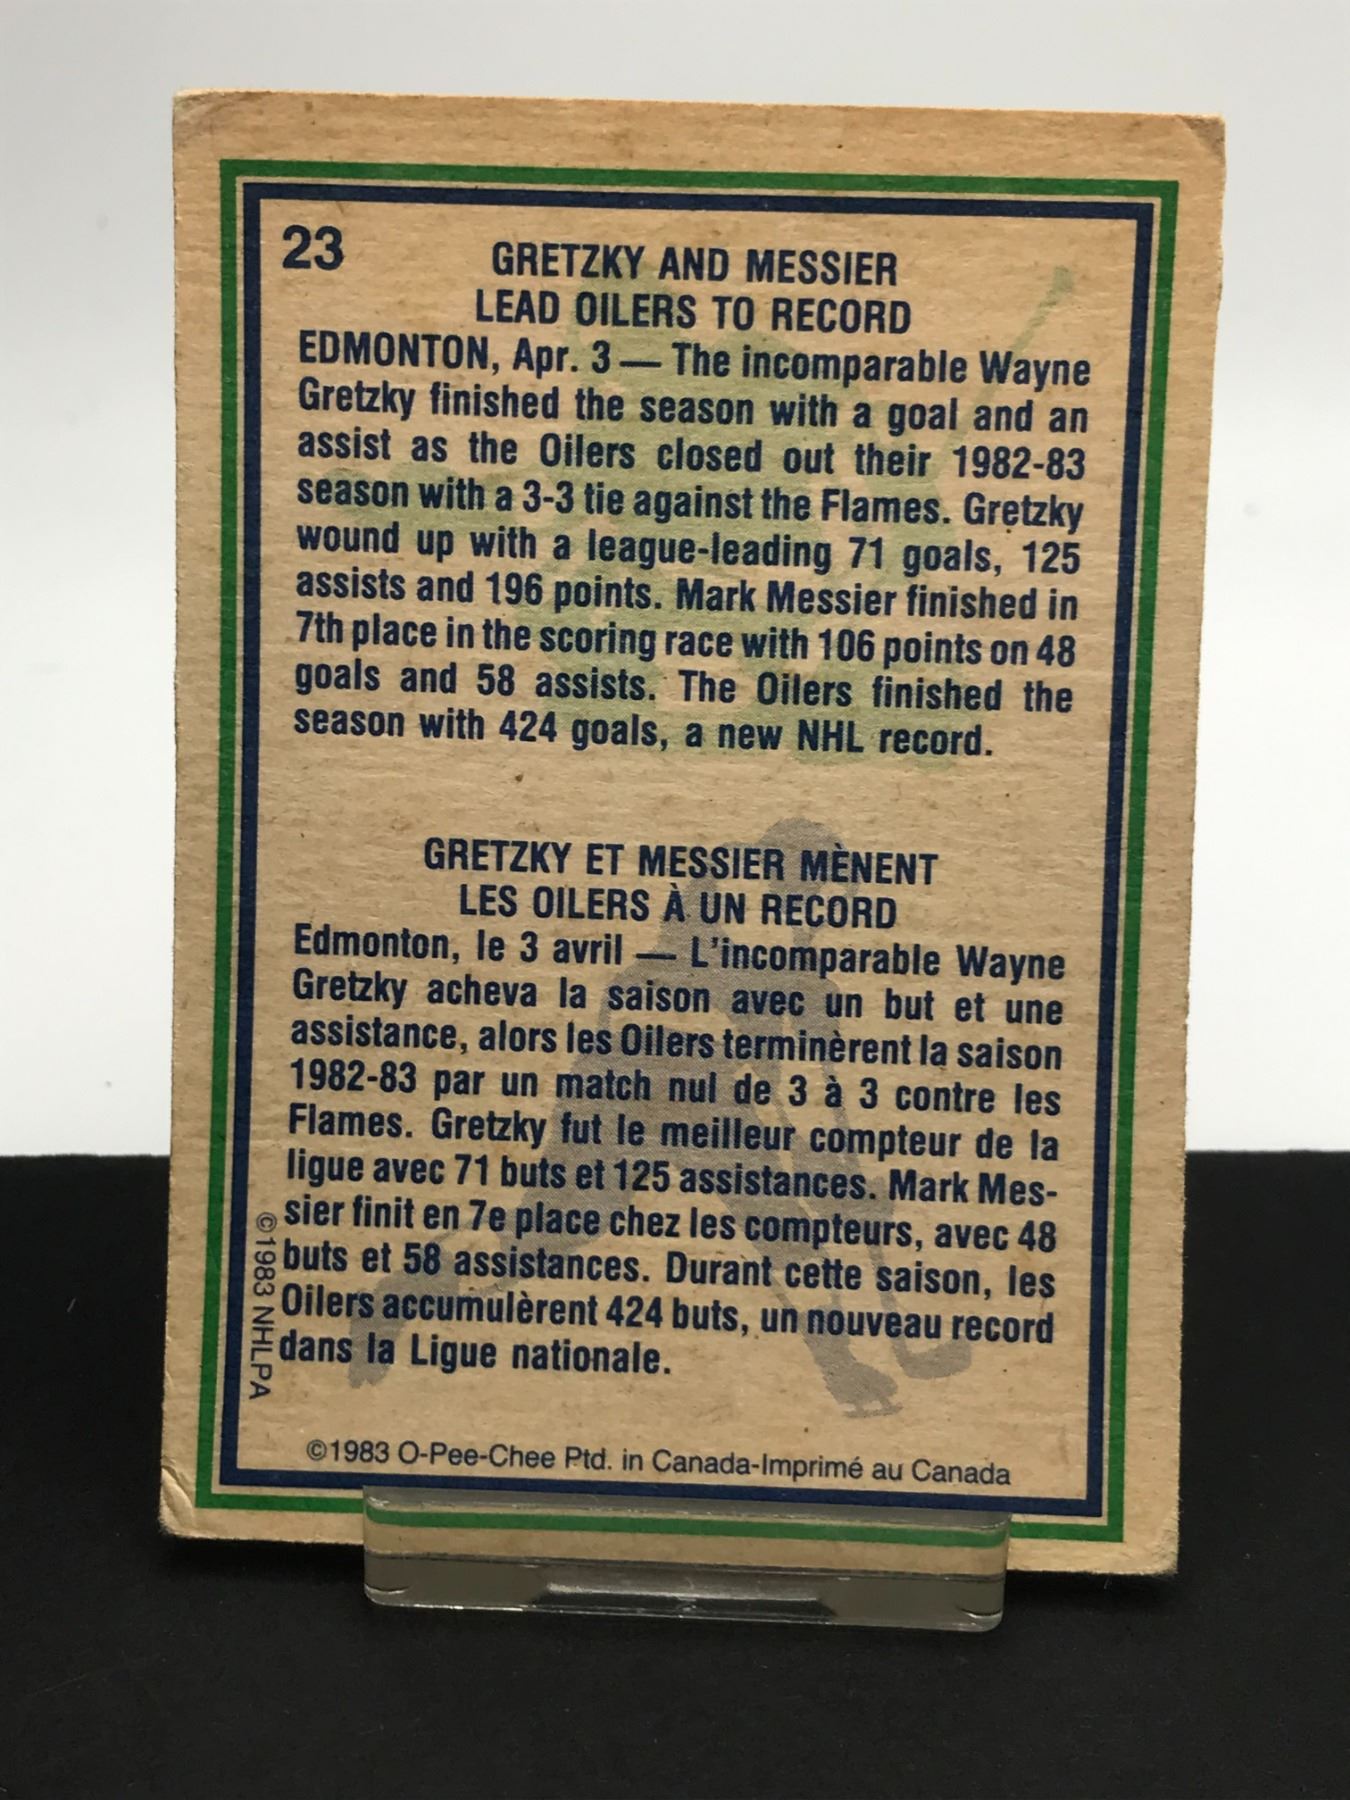 23
GRETZKY AND MESSIER
LEAD OILERS TO RECORD
EDMONTON, Apr. 3 — The incomparable Wayne
Gretzky finished the season with a goal and an
assist as the Oilers closed out their 1982-83
season with a 3-3 tie against the Flames. Gretzky
wound up with a league-leading 71 goals, 125
assists and 196 points. Mark Messier finished in
7th place in the scoring race with 106 points on 48
goals and 58 assists. The Oilers finished the
season with 424 goals, a new NHL record.
GRETZKY ET MESSIER MÈNENT
LES OILERS À UN RECORD
Edmonton, le 3 avril — L'incomparable Wayne
Gretzky acheva la saison avec un but et une
assistance, alors les Oilers terminèrent la saison
1982-83 par un match nul de 3 à 3 contre les
Flames. Gretzky fut le meilleur compteur de la
ligue avec 71 buts et 125 assistances. Mark Mes-
sier finit en 7e place chez les compteurs, avec 48
buts et 58 assistances. Durant cette saison, les
Oilers accumulèrent 424 buts, un nouveau record
dans la Ligue nationale.
©1983 NHLPA
©1983 O-Pee-Chee Ptd. in Canada-Imprimé au Canada